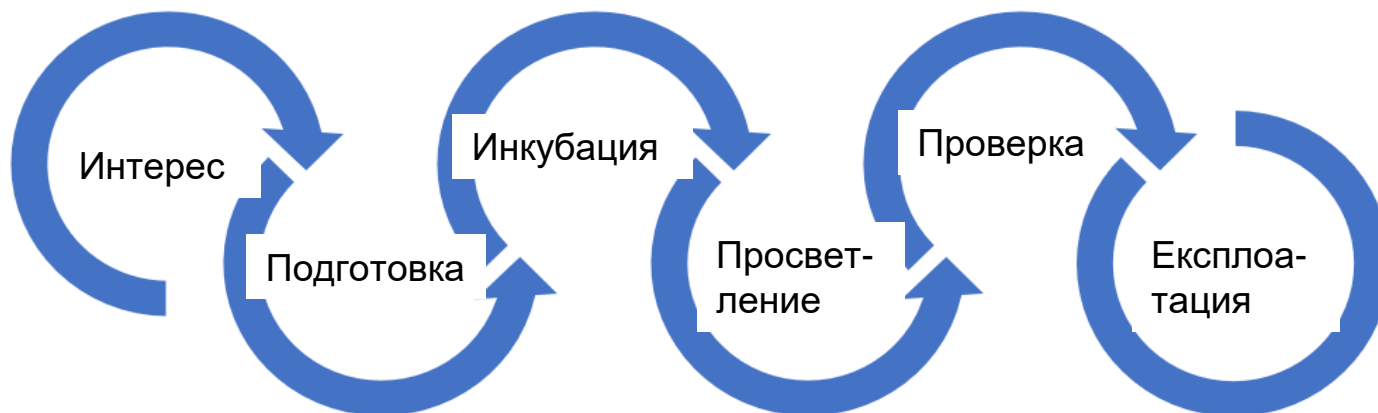 Интерес
Подготовка
Инкубация
Просвет-
ление
Проверка
Експлоа-
тация